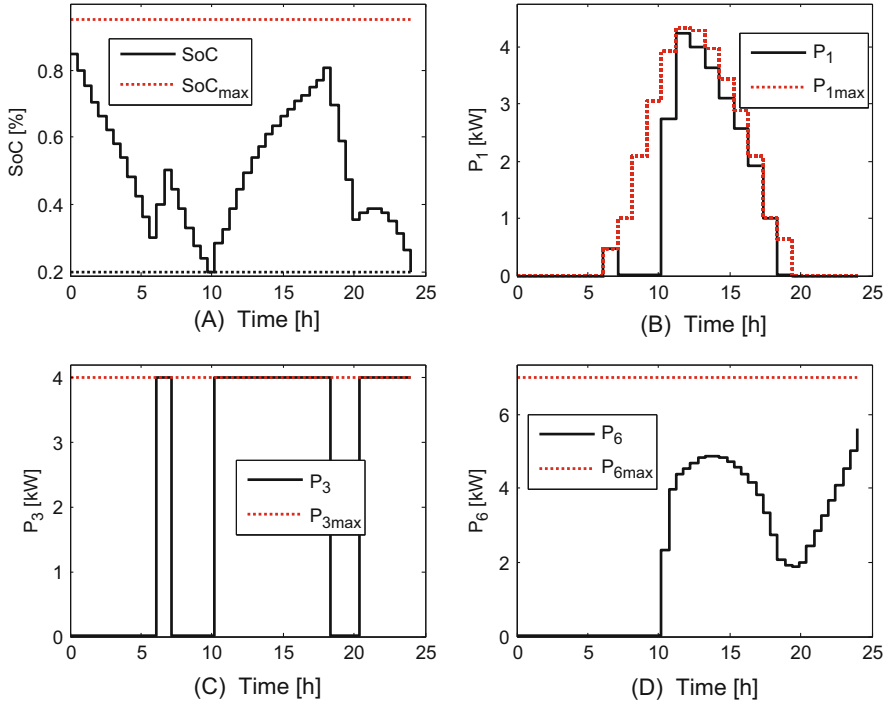 SoC [%]
0.8
0.6
0.4
0.2
SoC
SoCmax
0 5 10 15 20 25
(A) Time [h]
P1 [kW]
4
3
2
1
0
P1
P1max
0 5 10 15 20 25
(B) Time [h]
P3 [kW]
4
3
2
1
0
P3
P3max
0 5 10 15 20 25
(C) Time [h]
P6 [kW]
6
4
2
0
P6
P6max
0 5 10 15 20 25
(D) Time [h]